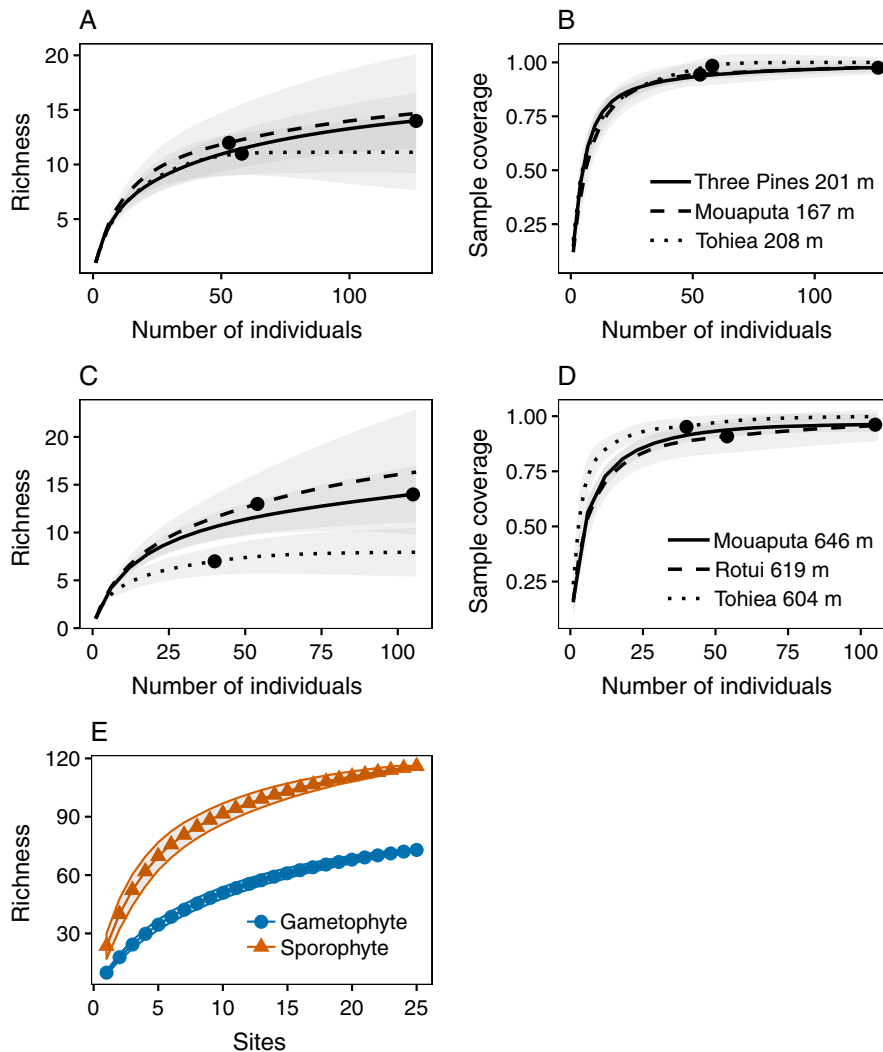 A
Richness
20
15
10
5
0
50
100
Number of individuals
B
Sample coverage
1.00
0.75
0.50
0.25
Three Pines 201 m
Mouaputa 167 m
Tohiea 208 m
0
50
100
Number of individuals
C
Richness
20
15
10
5
0
0
25
50
75
100
Number of individuals
D
Sample coverage
1.00
0.75
0.50
0.25
Mouaputa 646 m
Rotui 619 m
Tohiea 604 m
0
25
50
75
100
Number of individuals
E
Richness
120
90
60
30
Gametophyte
Sporophyte
0
5
10
15
20
25
Sites